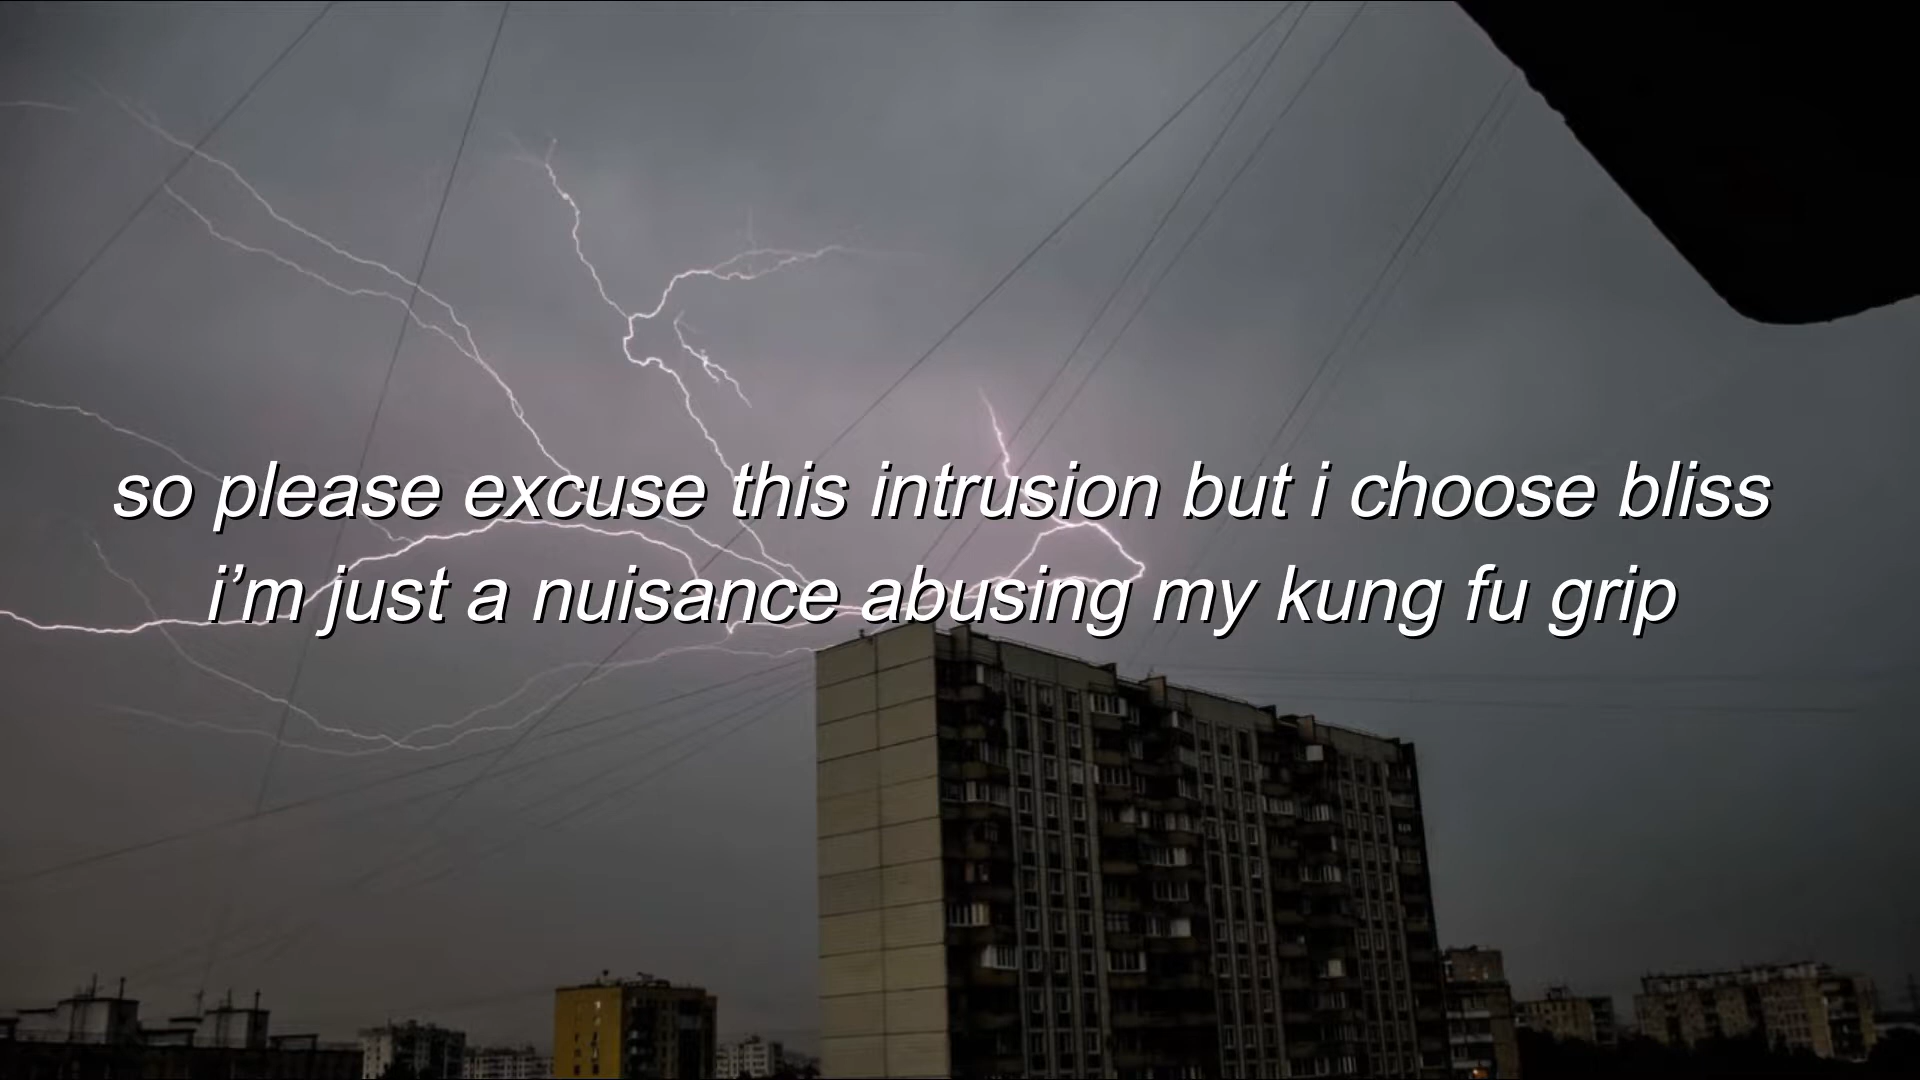 so please excuse this intrusion but i choose bliss
i’m just a nuisance abusing my kung fu grip